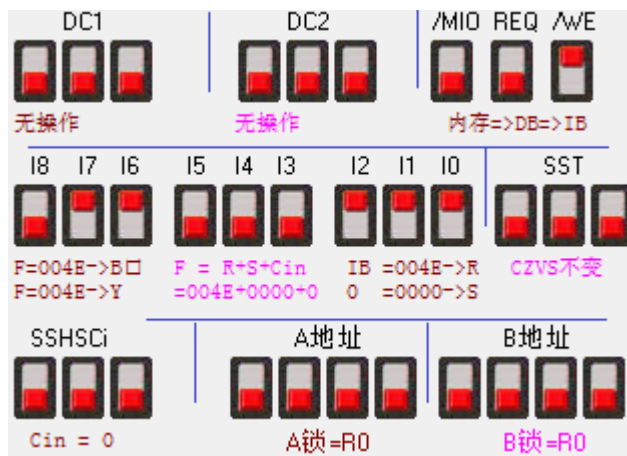 DC1 DC2 /MIO REQ /WE
无操作 无操作 内存=>DB=>IB
I8 I7 I6 I5 I4 I3 I2 I1 I0 SST
F=004E->B口 F = R+S+Cin IB =004E->R CZVS不变
F=004E->Y =004E+0000+0 0 =0000->S
SSHSCi A地址 B地址
Cin = 0 A锁=R0 B锁=R0